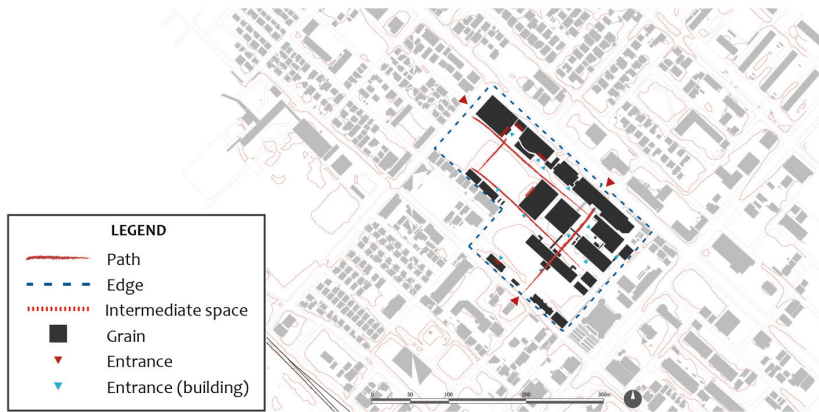 LEGEND
Path
Edge
Intermediate space
Grain
Entrance
Entrance (building)
0 50 100 200 300m